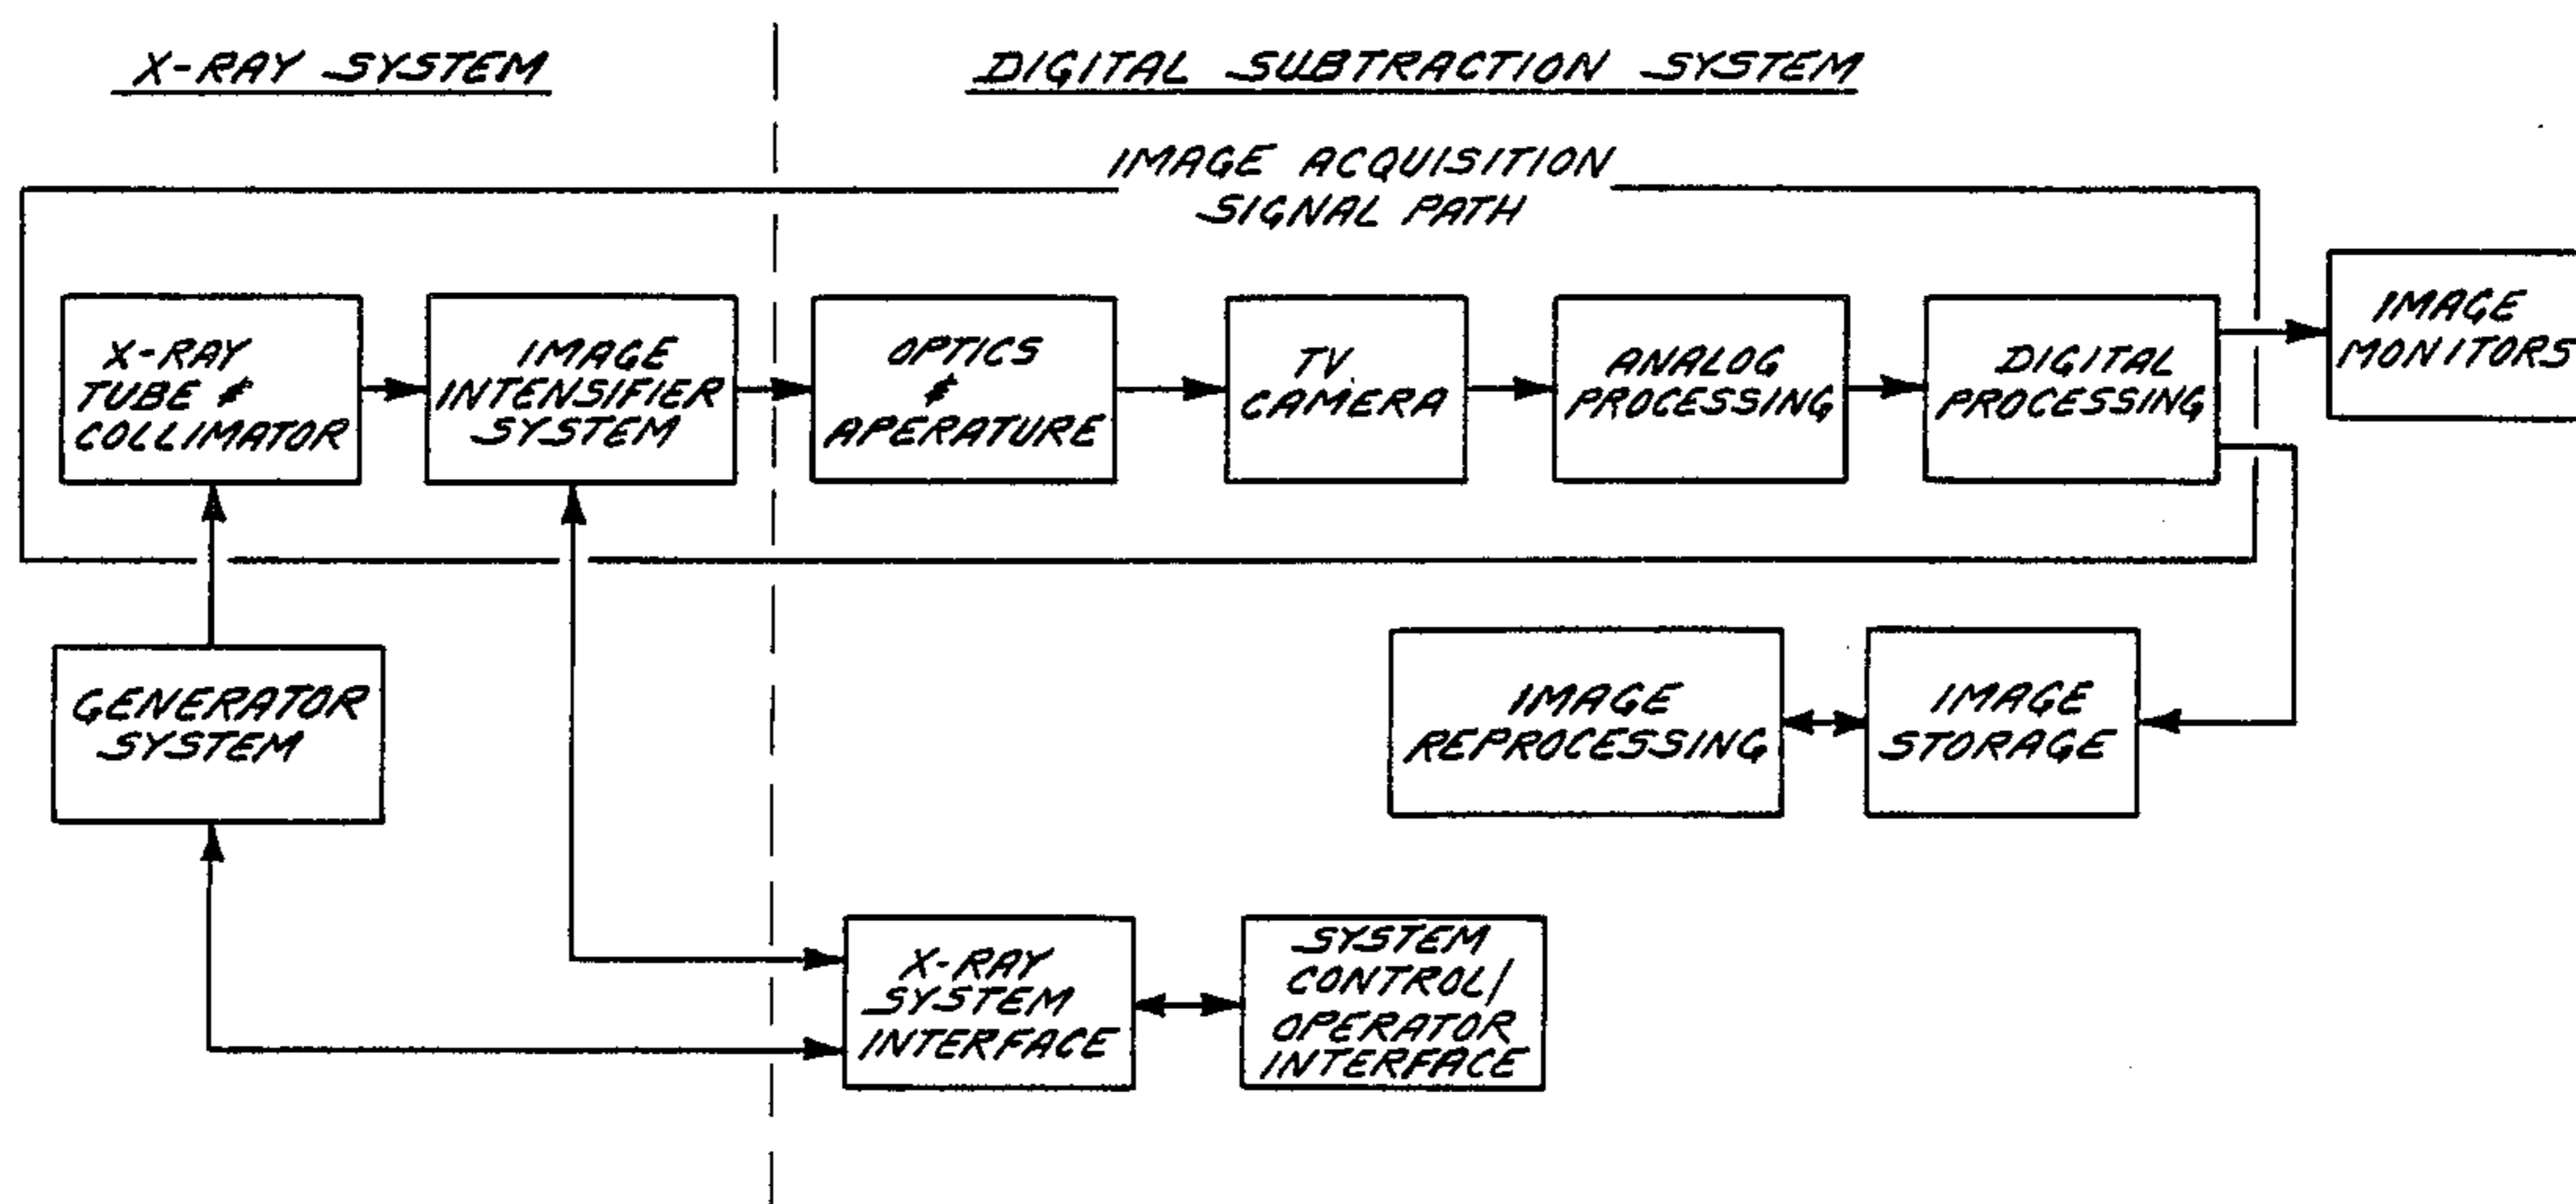 X-RAY SYSTEM
DIGITAL SUBTRACTION SYSTEM
IMAGE ACQUISITION
SIGNAL PATH
X-RAY
TUBE &
COLLIMATOR
IMAGE
INTENSIFIER
SYSTEM
OPTICS
&
APERATURE
TV
CAMERA
ANALOG
PROCESSING
DIGITAL
PROCESSING
IMAGE
MONITORS
GENERATOR
SYSTEM
IMAGE
REPROCESSING
IMAGE
STORAGE
X-RAY
SYSTEM
INTERFACE
SYSTEM
CONTROL/
OPERATOR
INTERFACE